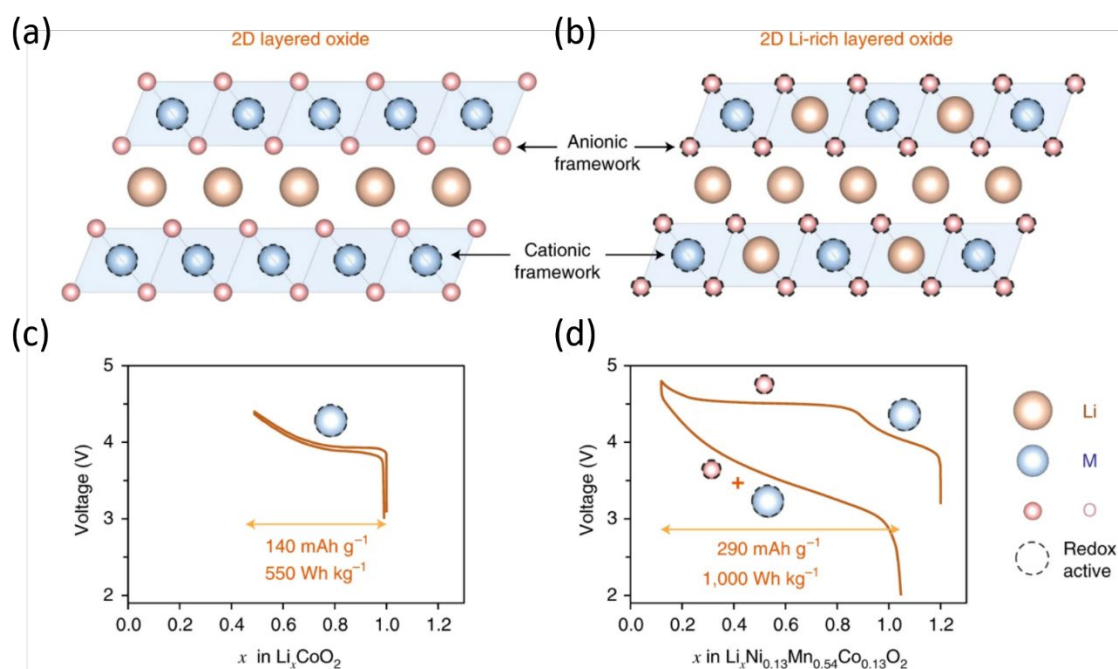 (a)
2D layered oxide
(b)
2D Li-rich layered oxide
Anionic
framework
Cationic
framework
(c)
5
4
3
2
Voltage (V)
140 mAh g⁻¹
550 Wh kg⁻¹
0.0 0.2 0.4 0.6 0.8 1.0 1.2
x in LiₓCoO₂
(d)
5
4
3
2
Voltage (V)
+
290 mAh g⁻¹
1,000 Wh kg⁻¹
0.0 0.2 0.4 0.6 0.8 1.0 1.2
x in LiₓNi₀.₁₃Mn₀.₅₄Co₀.₁₃O₂
Li
M
O
Redox
active